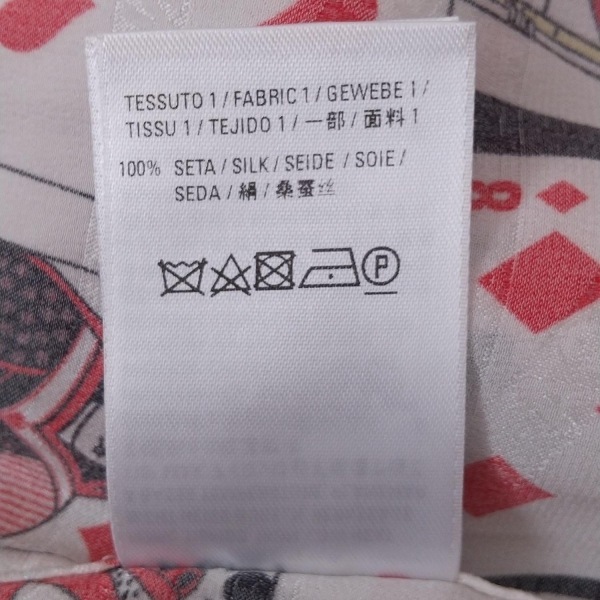 TESSUTO 1 / FABRIC 1 / GEWEBE 1 /
TISSU 1 / TEJIDO 1 / 一部 / 面料 1
100% SETA / SILK / SEIDE / SOIE /
SEDA / 絹 / 桑蚕丝
P
8